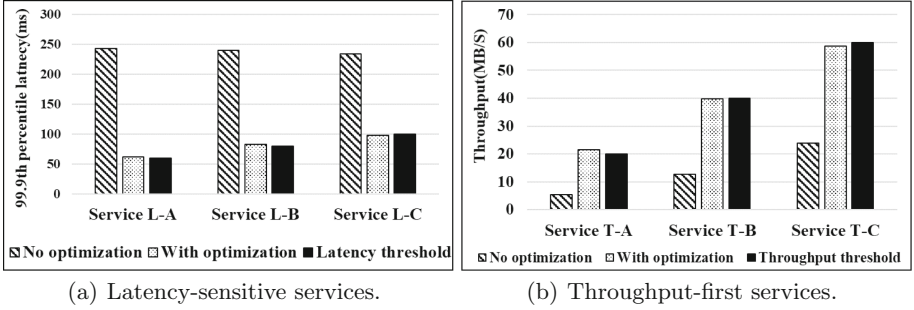 99.9th percentile latnecy(ms)
300
250
200
150
100
50
0
Service L-A Service L-B Service L-C
No optimization With optimization Latency threshold
(a) Latency-sensitive services.
Throughput(MB/S)
70
60
50
40
30
20
10
0
Service T-A Service T-B Service T-C
No optimization With optimization Throughput threshold
(b) Throughput-first services.